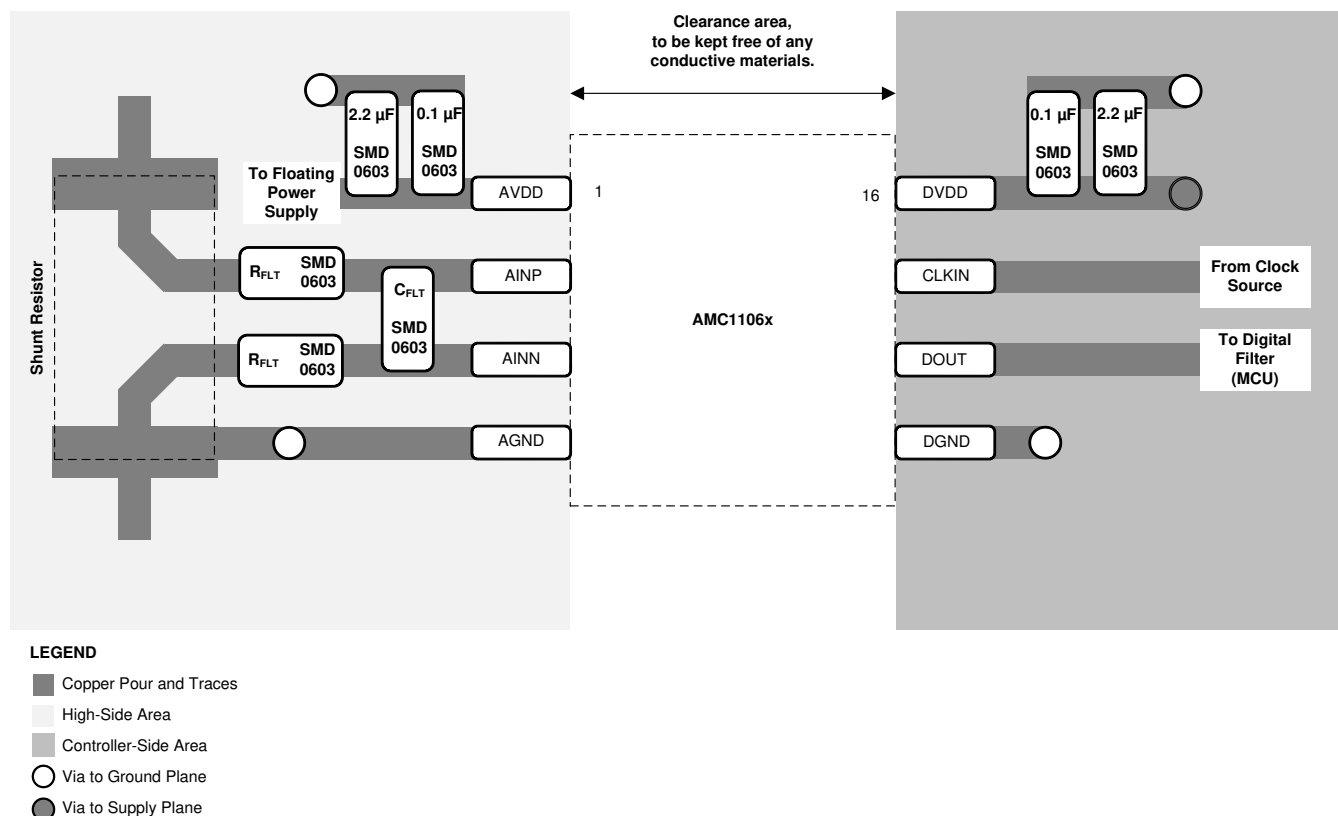 Clearance area,
to be kept free of any
conductive materials.
2.2 µF
SMD
0603
0.1 µF
SMD
0603
To Floating
Power
Supply
AVDD
1
16
DVDD
0.1 µF
SMD
0603
2.2 µF
SMD
0603
Shunt Resistor
RFLT
SMD
0603
CFLT
SMD
0603
AINP
AMC1106x
CLKIN
From Clock
Source
RFLT
SMD
0603
AINN
DOUT
To Digital
Filter
(MCU)
AGND
DGND
LEGEND
Copper Pour and Traces
High-Side Area
Controller-Side Area
Via to Ground Plane
Via to Supply Plane